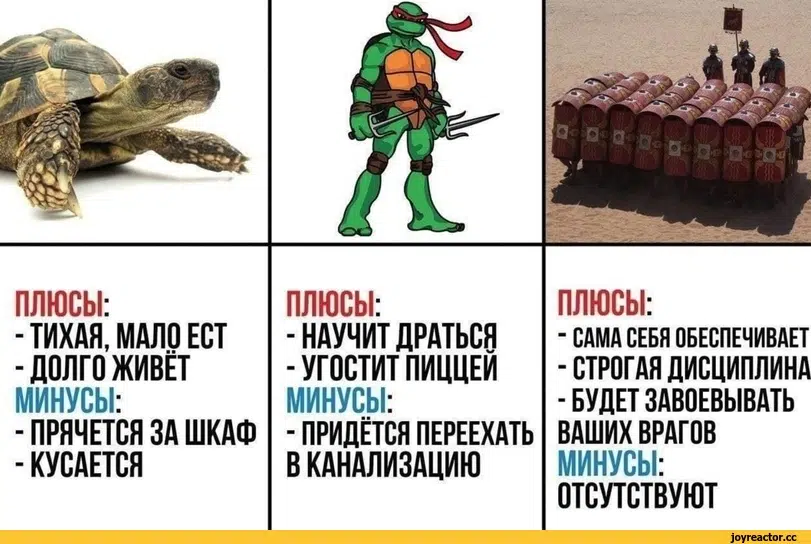 ПЛЮСЫ:
- ТИХАЯ, МАЛО ЕСТ
- ДОЛГО ЖИВЁТ
МИНУСЫ:
- ПРЯЧЕТСЯ ЗА ШКАФ
- КУСАЕТСЯ
ПЛЮСЫ:
- НАУЧИТ ДРАТЬСЯ
- УГОСТИТ ПИЦЦЕЙ
МИНУСЫ:
- ПРИДЁТСЯ ПЕРЕЕХАТЬ
В КАНАЛИЗАЦИЮ
ПЛЮСЫ:
- САМА СЕБЯ ОБЕСПЕЧИВАЕТ
- СТРОГАЯ ДИСЦИПЛИНА
- БУДЕТ ЗАВОЕВЫВАТЬ
ВАШИХ ВРАГОВ
МИНУСЫ:
ОТСУТСТВУЮТ
joyreactor.cc